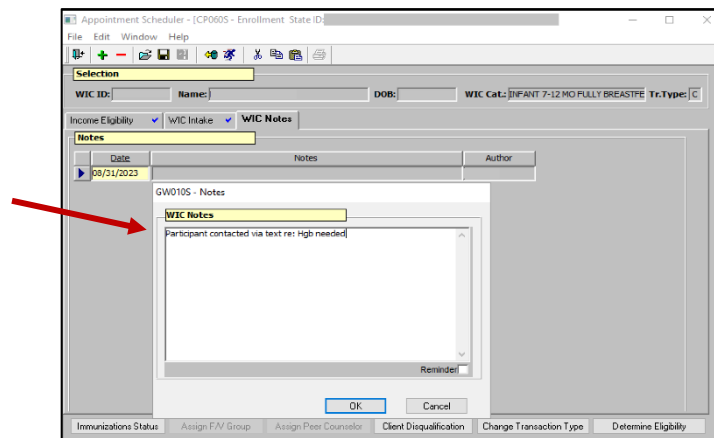 Appointment Scheduler - (CP060S - Enrollment State ID:
File Edit Window Help
Selection
WIC ID: Name: DOB: WIC Cat.: INFANT 7-12 MO FULLY BREASTFE Tr.Type: C
Income Eligibility WIC Intake WIC Notes
Notes
Date Notes Author
08/31/2023
GW010S - Notes
WIC Notes
Participant contacted via text re: Hgb needed
Reminder
OK Cancel
Immunizations Status Assign F/V Group Assign Peer Counselor Client Disqualification Change Transaction Type Determine Eligibility